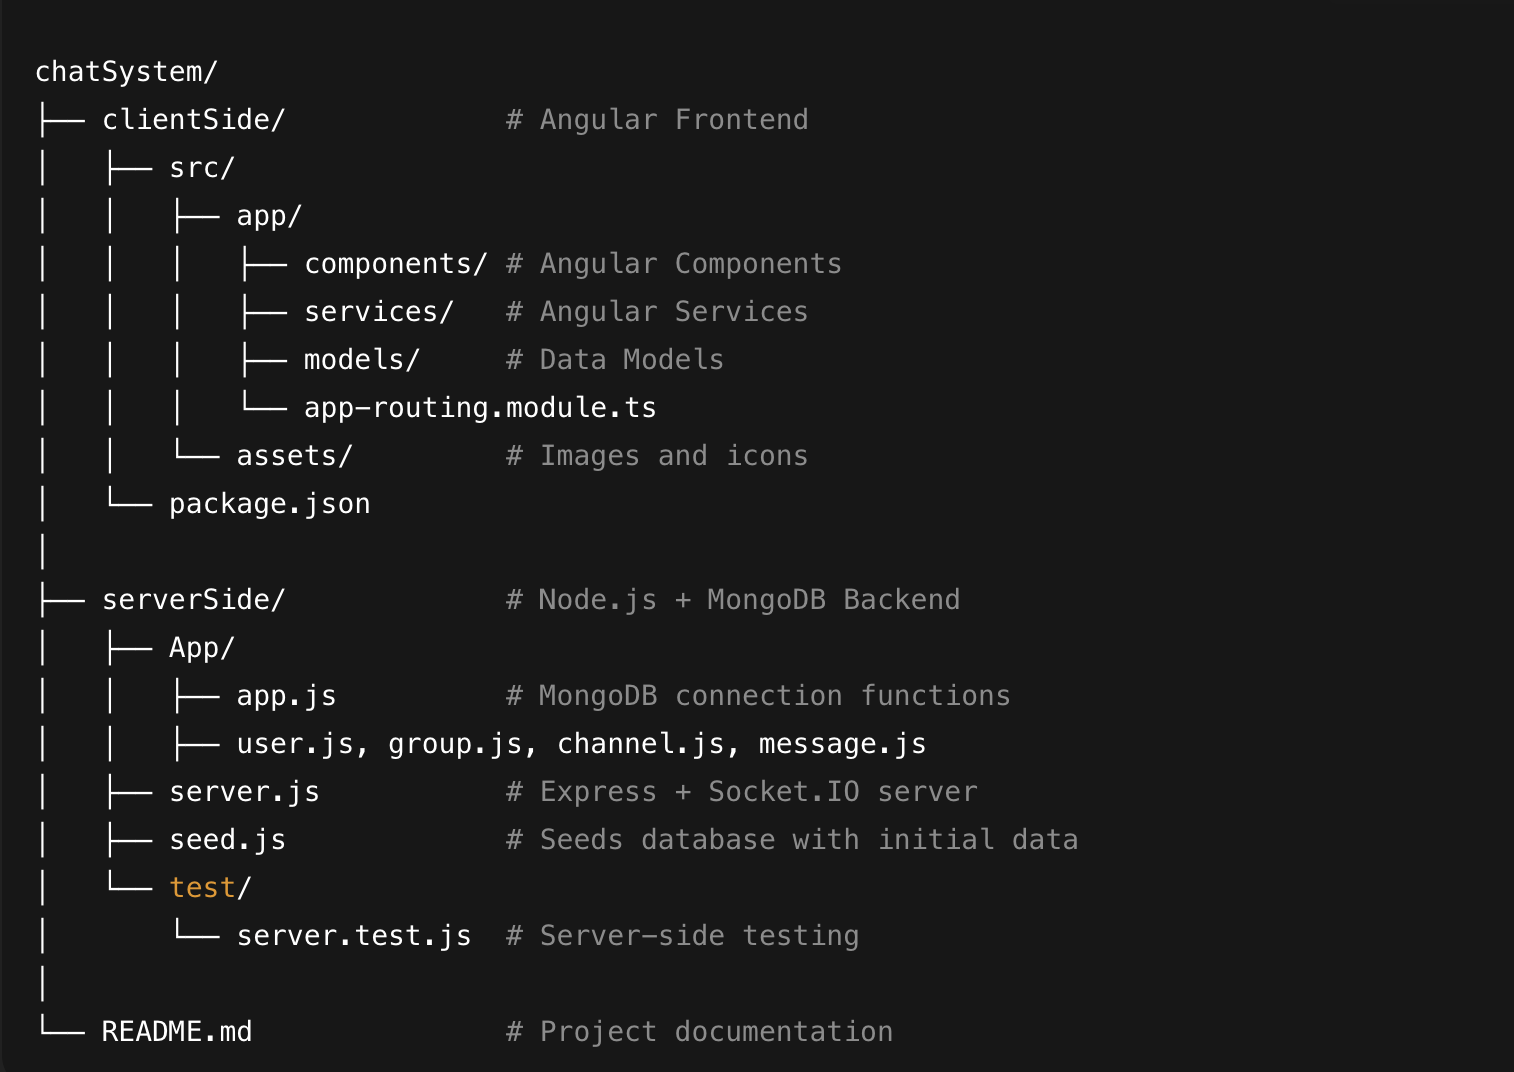 chatSystem/
├── clientSide/             # Angular Frontend
│   ├── src/
│   │   ├── app/
│   │   │   ├── components/ # Angular Components
│   │   │   ├── services/   # Angular Services
│   │   │   ├── models/     # Data Models
│   │   │   └── app-routing.module.ts
│   │   └── assets/         # Images and icons
│   └── package.json
│
├── serverSide/             # Node.js + MongoDB Backend
│   ├── App/
│   │   ├── app.js          # MongoDB connection functions
│   │   ├── user.js, group.js, channel.js, message.js
│   ├── server.js           # Express + Socket.IO server
│   ├── seed.js             # Seeds database with initial data
│   └── test/
│       └── server.test.js  # Server-side testing
│
└── README.md               # Project documentation